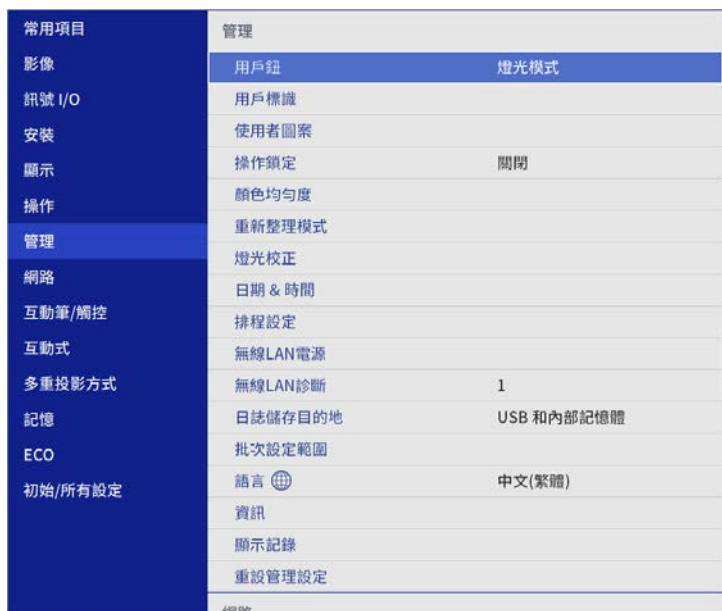 常用項目
影像
訊號 I/O
安裝
顯示
操作
管理
網路
互動筆/觸控
互動式
多重投影方式
記憶
ECO
初始/所有設定
管理
用戶鈕 燈光模式
用戶標識
使用者圖案
操作鎖定 關閉
顏色均勻度
重新整理模式
燈光校正
日期 & 時間
排程設定
無線LAN電源
無線LAN診斷 1
日誌儲存目的地 USB 和內部記憶體
批次設定範圍
語言 中文(繁體)
資訊
顯示記錄
重設管理設定
網路